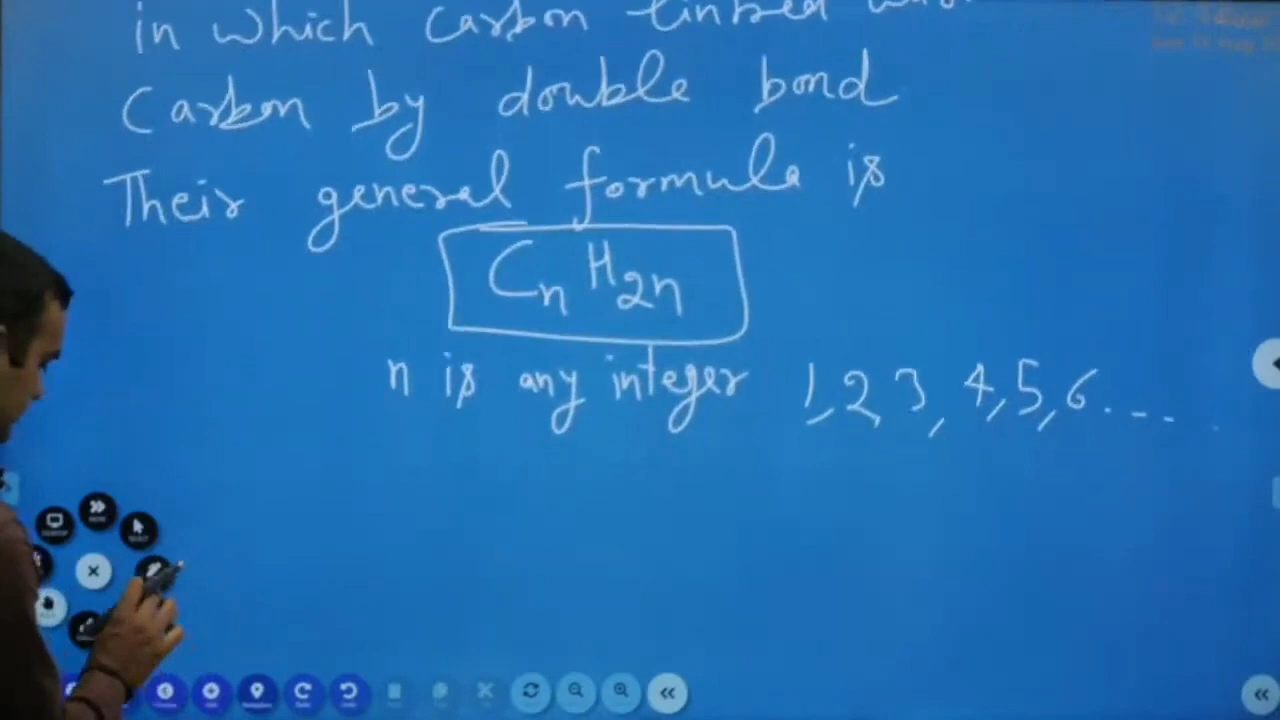 in which carbon linked
Carbon by double bond
Their general formula is
CnH2n
n is any integer 1,2,3,4,5,6....